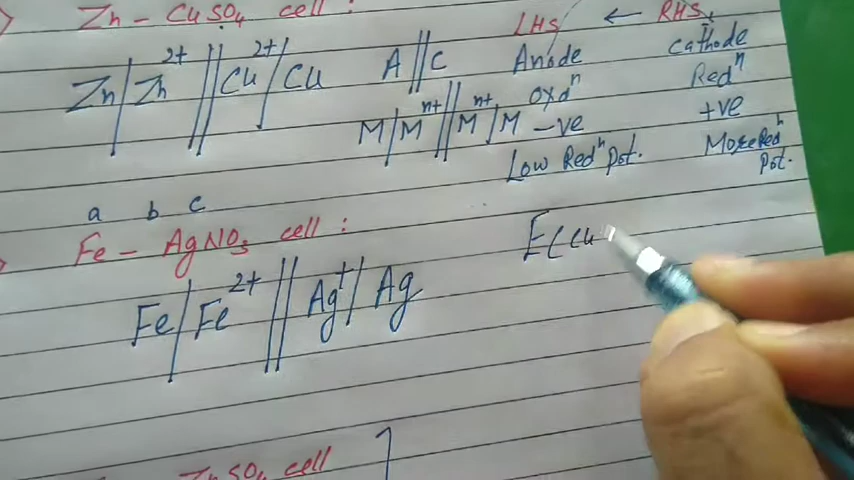 Zn - CuSO4 cell :
LHS ← RHS
Zn | Zn2+ || Cu2+ | Cu A || C Anode Cathode
M | Mn+ || Mn+ | M Oxdn Redn
-ve +ve
Low Redn Pot. More Redn Pot.
a b c
Fe - AgNO3 cell :
E(Cu
Fe | Fe2+ || Ag+ | Ag
ZnSO4 cell